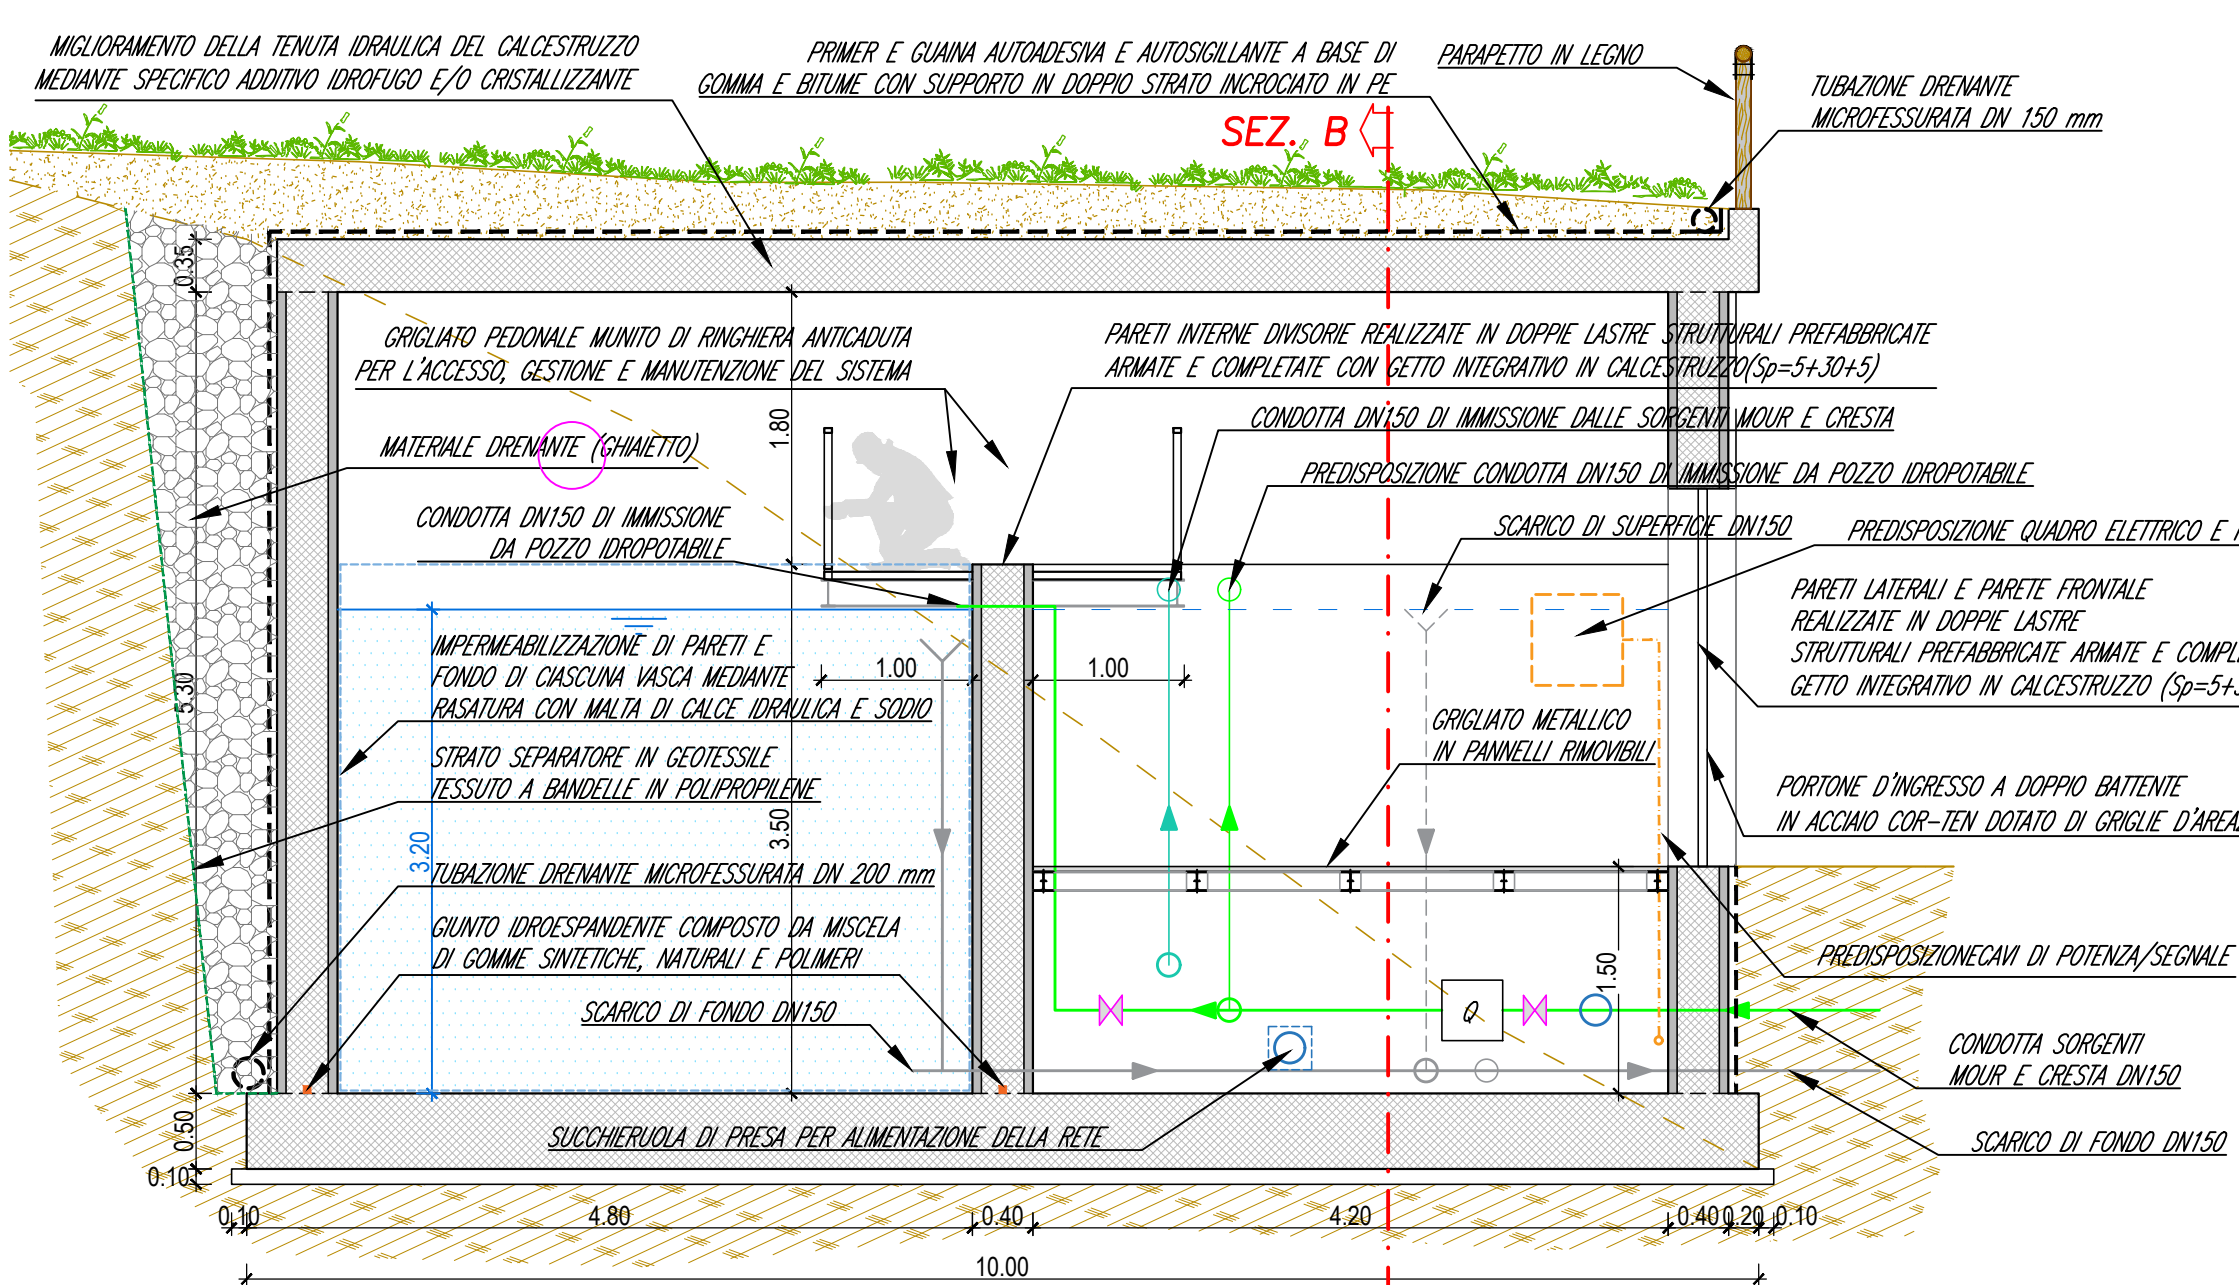 MIGLIORAMENTO DELLA TENUTA IDRAULICA DEL CALCESTRUZZO
MEDIANTE SPECIFICO ADDITIVO IDROFUGO E/O CRISTALLIZZANTE
PRIMER E GUAINA AUTOADESIVA E AUTOSIGILLANTE A BASE DI
GOMMA E BITUME CON SUPPORTO IN DOPPIO STRATO INCROCIATO IN PE
PARAPETTO IN LEGNO
TUBAZIONE DRENANTE
MICROFESSURATA DN 150 mm
SEZ. B
0.35
GRIGLIATO PEDONALE MUNITO DI RINGHIERA ANTICADUTA
PER L'ACCESSO, GESTIONE E MANUTENZIONE DEL SISTEMA
PARETI INTERNE DIVISORIE REALIZZATE IN DOPPIE LASTRE STRUTTURALI PREFABBRICATE
ARMATE E COMPLETATE CON GETTO INTEGRATIVO IN CALCESTRUZZO(Sp=5+30+5)
1.80
CONDOTTA DN150 DI IMMISSIONE DALLE SORGENTI MOUR E CRESTA
MATERIALE DRENANTE (GHIAIETTO)
PREDISPOSIZIONE CONDOTTA DN150 DI IMMISSIONE DA POZZO IDROPOTABILE
CONDOTTA DN150 DI IMMISSIONE
DA POZZO IDROPOTABILE
SCARICO DI SUPERFICIE DN150
PREDISPOSIZIONE QUADRO ELETTRICO E
PARETI LATERALI E PARETE FRONTALE
REALIZZATE IN DOPPIE LASTRE
STRUTTURALI PREFABBRICATE ARMATE E COMPLE
GETTO INTEGRATIVO IN CALCESTRUZZO (Sp=5+3
IMPERMEABILIZZAZIONE DI PARETI E
FONDO DI CIASCUNA VASCA MEDIANTE
RASATURA CON MALTA DI CALCE IDRAULICA E SODIO
1.00
1.00
5.30
GRIGLIATO METALLICO
IN PANNELLI RIMOVIBILI
STRATO SEPARATORE IN GEOTESSILE
TESSUTO A BANDELLE IN POLIPROPILENE
PORTONE D'INGRESSO A DOPPIO BATTENTE
IN ACCIAIO COR-TEN DOTATO DI GRIGLIE D'AREA
3.20
3.50
TUBAZIONE DRENANTE MICROFESSURATA DN 200 mm
GIUNTO IDROESPANDENTE COMPOSTO DA MISCELA
DI GOMME SINTETICHE, NATURALI E POLIMERI
PREDISPOSIZIONECAVI DI POTENZA/SEGNALE
1.50
SCARICO DI FONDO DN150
Q
CONDOTTA SORGENTI
MOUR E CRESTA DN150
0.50
SUCCHIERUOLA DI PRESA PER ALIMENTAZIONE DELLA RETE
SCARICO DI FONDO DN150
0.10
0.10
4.80
0.40
4.20
0.40
0.20
0.10
10.00